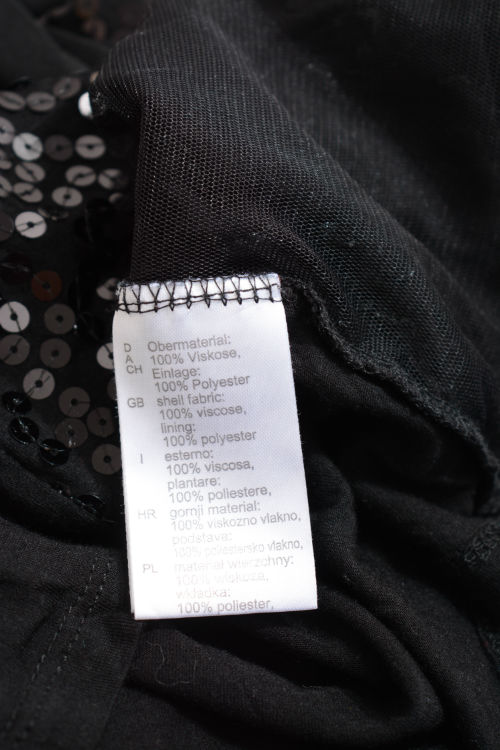 D Obermaterial:
A 100% Viskose,
CH Einlage:
100% Polyester
GB shell fabric:
100% viscose,
lining:
100% polyester
I esterno:
100% viscosa,
plantare:
100% poliestere,
HR gornji material:
100% viskozno vlakno,
podstava:
100% poliestersko vlakno,
PL materiał wierzchny:
100% wiskoza,
wkładka:
100% poliester,